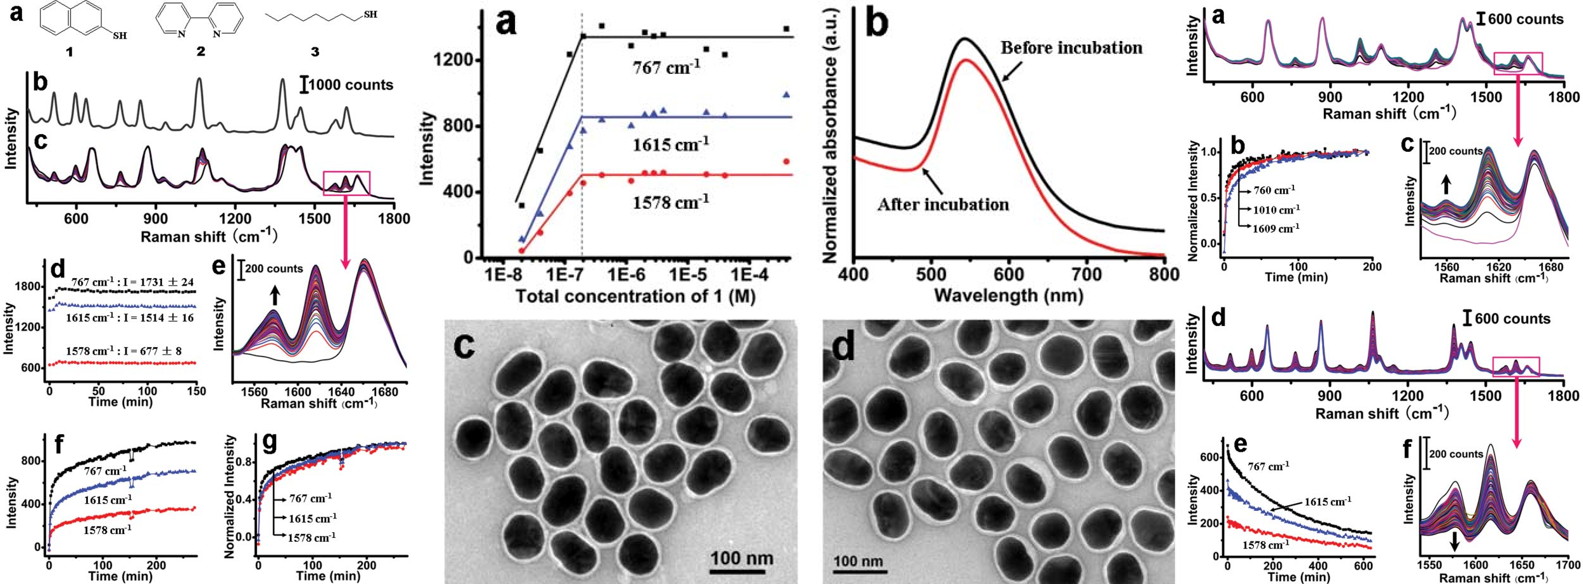 a
SH
N
N
SH
1
2
3
b
1000 counts
c
Intensity
600
900
1200
1500
1800
Raman shift (cm-1)
d
767 cm-1 : I = 1731 ± 24
1615 cm-1 : I = 1514 ± 16
1578 cm-1 : I = 677 ± 8
Intensity
1800
1200
600
0
50
100
150
Time (min)
e
200 counts
1560
1600
1640
1680
Raman shift (cm-1)
f
767 cm-1
1615 cm-1
1578 cm-1
Intensity
800
400
0
0
100
200
Time (min)
g
767 cm-1
1615 cm-1
1578 cm-1
Normalized Intensity
0.8
0.4
0.0
0
100
200
Time (min)
a
767 cm-1
1615 cm-1
1578 cm-1
Intensity
1200
800
400
0
1E-8
1E-7
1E-6
1E-5
1E-4
Total concentration of 1 (M)
b
Before incubation
After incubation
Normalized absorbance (a.u.)
400
500
600
700
800
Wavelength (nm)
c
100 nm
d
100 nm
a
600 counts
Intensity
600
900
1200
1500
1800
Raman shift (cm-1)
b
760 cm-1
1010 cm-1
1609 cm-1
Normalized Intensity
1.0
0.5
0.0
0
100
200
Time (min)
c
200 counts
1560
1620
1680
Raman shift (cm-1)
d
600 counts
Intensity
600
900
1200
1500
1800
Raman shift (cm-1)
e
767 cm-1
1615 cm-1
1578 cm-1
Intensity
600
400
200
0
0
200
400
600
Time (min)
f
200 counts
1550
1600
1650
1700
Raman shift (cm-1)